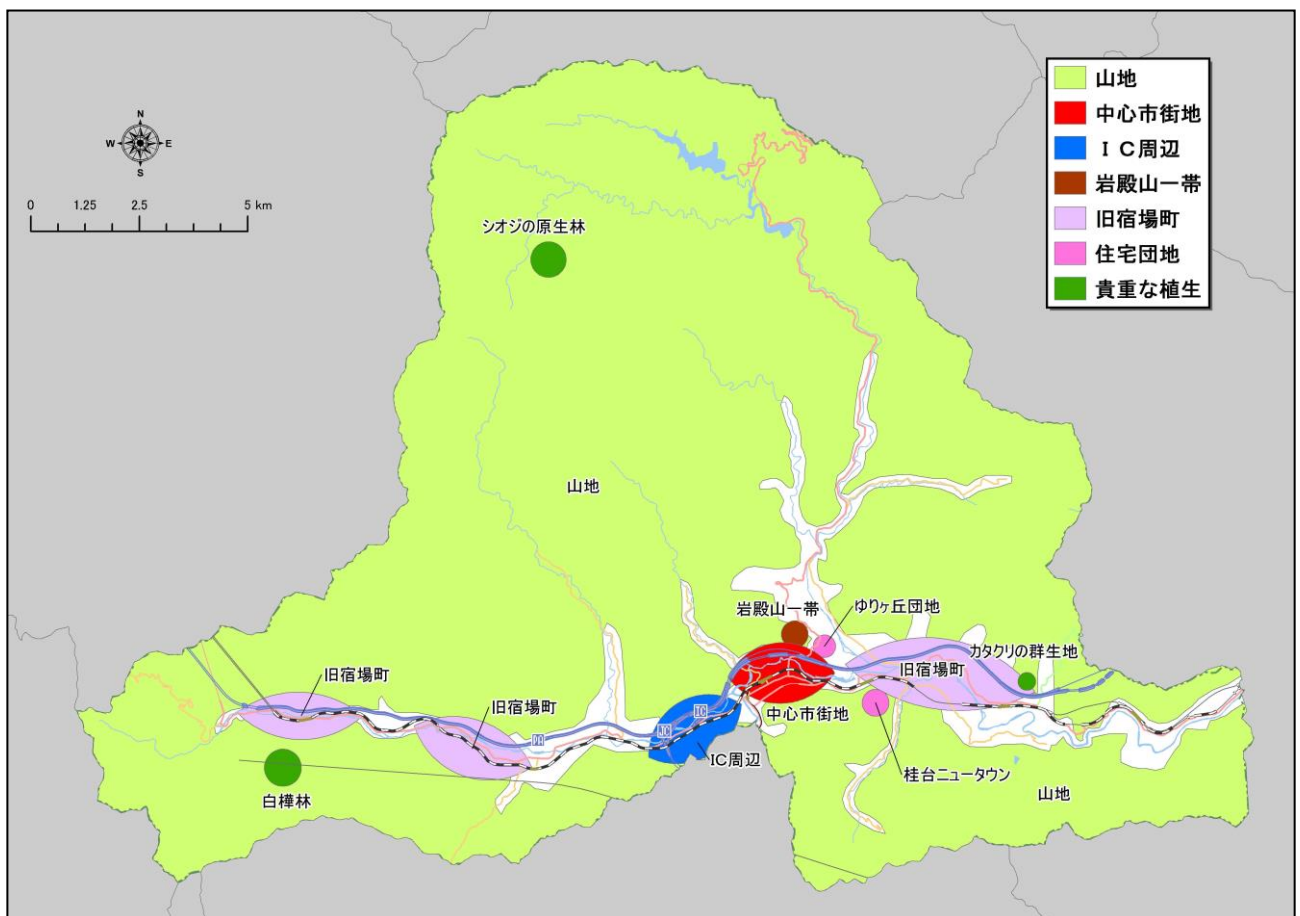 山地
中心市街地
ＩＣ周辺
岩殿山一帯
旧宿場町
住宅団地
貴重な植生
N
W E
S
0 1.25 2.5 5 km
シオジの原生林
山地
岩殿山一帯
ゆりヶ丘団地
カタクリの群生地
旧宿場町
旧宿場町
旧宿場町
中心市街地
IC
JC
PA
IC周辺
桂台ニュータウン
山地
白樺林